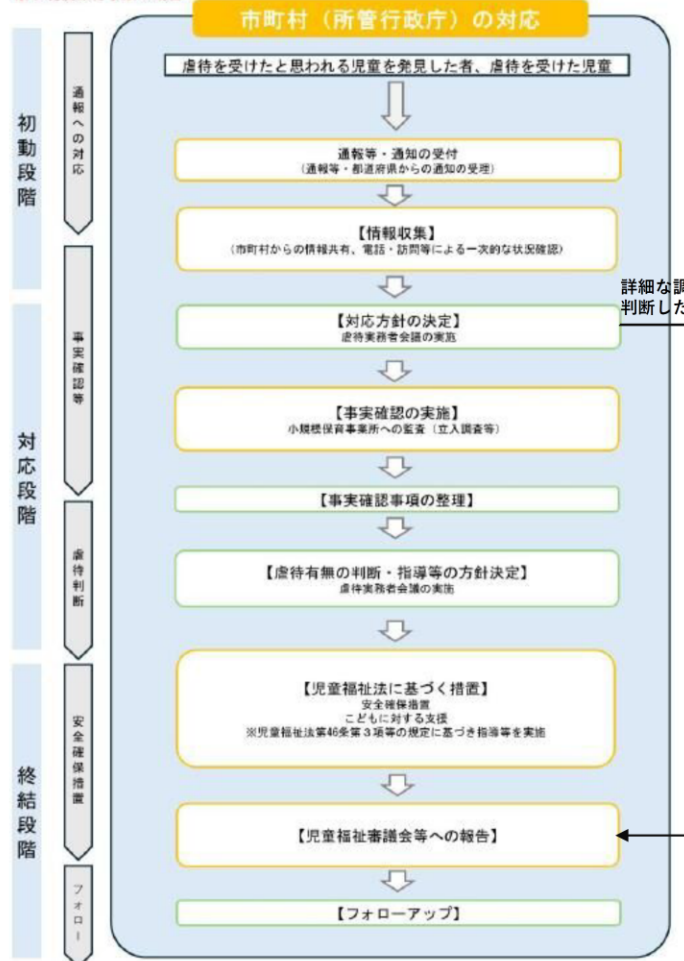 市町村（所管行政庁）の対応
虐待を受けたと思われる児童を発見した者、虐待を受けた児童
初動段階
通報への対応
通報等・通知の受付
（通報等・都道府県からの通知の受理）
【情報収集】
（市町村からの情報共有、電話・訪問等による一次的な状況確認）
詳細な調
判断した
事実確認等
【対応方針の決定】
虐待実務者会議の実施
対応段階
【事実確認の実施】
小規模保育事業所への監査（立入調査等）
【事実確認事項の整理】
虐待判断
【虐待有無の判断・指導等の方針決定】
虐待実務者会議の実施
終結段階
安全確保措置
【児童福祉法に基づく措置】
安全確保措置
こどもに対する支援
※児童福祉法第46条第３項等の規定に基づき指導等を実施
【児童福祉審議会等への報告】
フォロー
【フォローアップ】